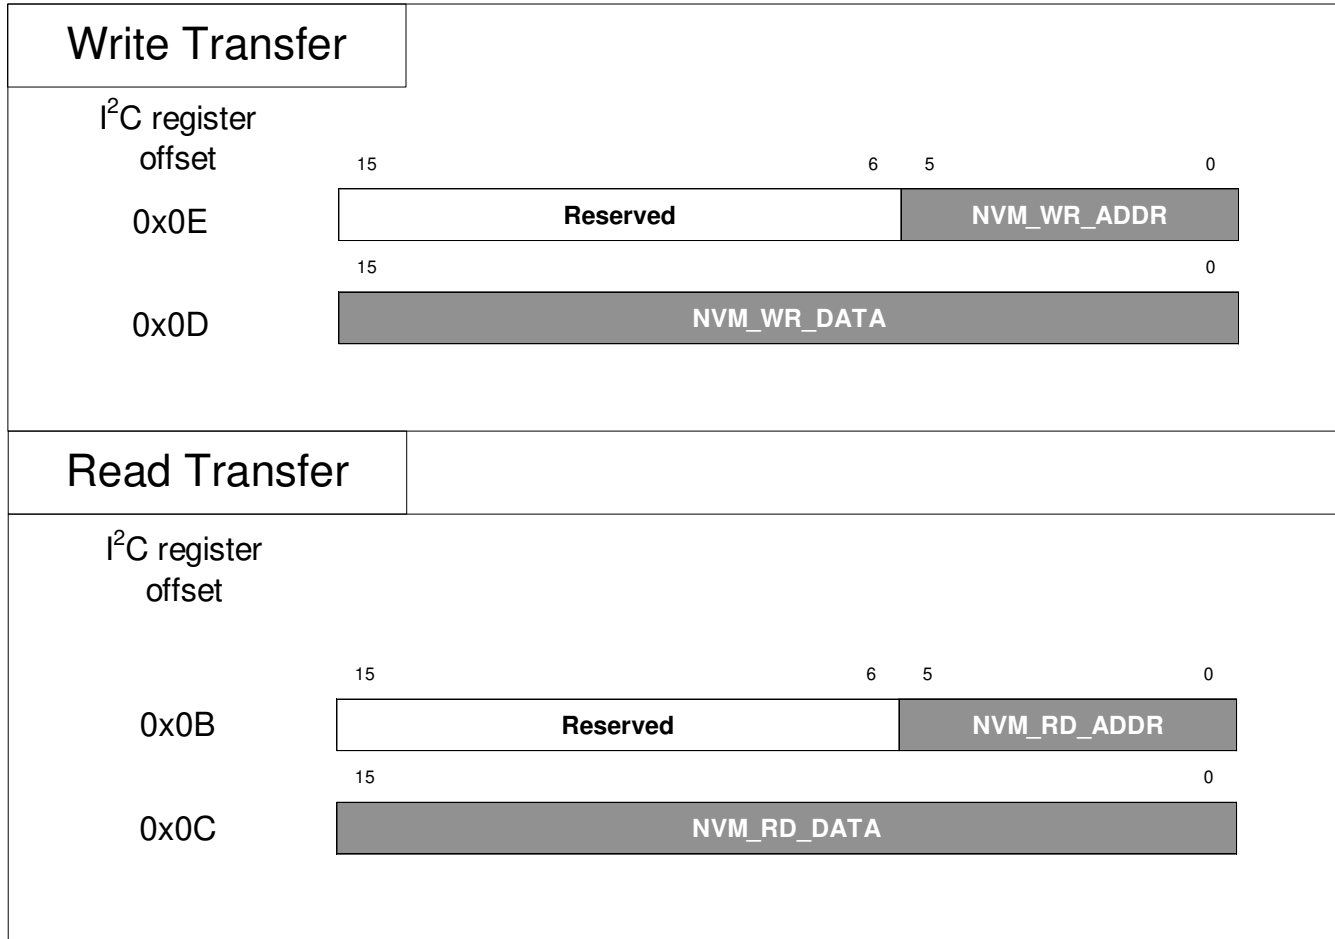 Write Transfer
I²C register
offset
15 6 5 0
0x0E Reserved NVM_WR_ADDR
15 0
0x0D NVM_WR_DATA
Read Transfer
I²C register
offset
15 6 5 0
0x0B Reserved NVM_RD_ADDR
15 0
0x0C NVM_RD_DATA